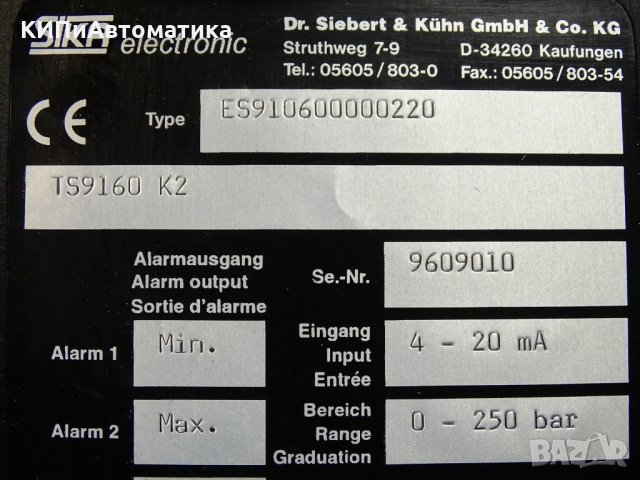 КИПиАвтоматика
SIKA electronic
Dr. Siebert & Kühn GmbH & Co. KG
Struthweg 7-9 D-34260 Kaufungen
Tel.: 05605/803-0 Fax.: 05605/803-54
CE Type ES910600000220
TS9160 K2
Alarmausgang
Alarm output
Sortie d'alarme
Se.-Nr. 9609010
Alarm 1 Min.
Eingang
Input
Entrée
4 - 20 mA
Alarm 2 Max.
Bereich
Range
Graduation
0 - 250 bar
BAZAR